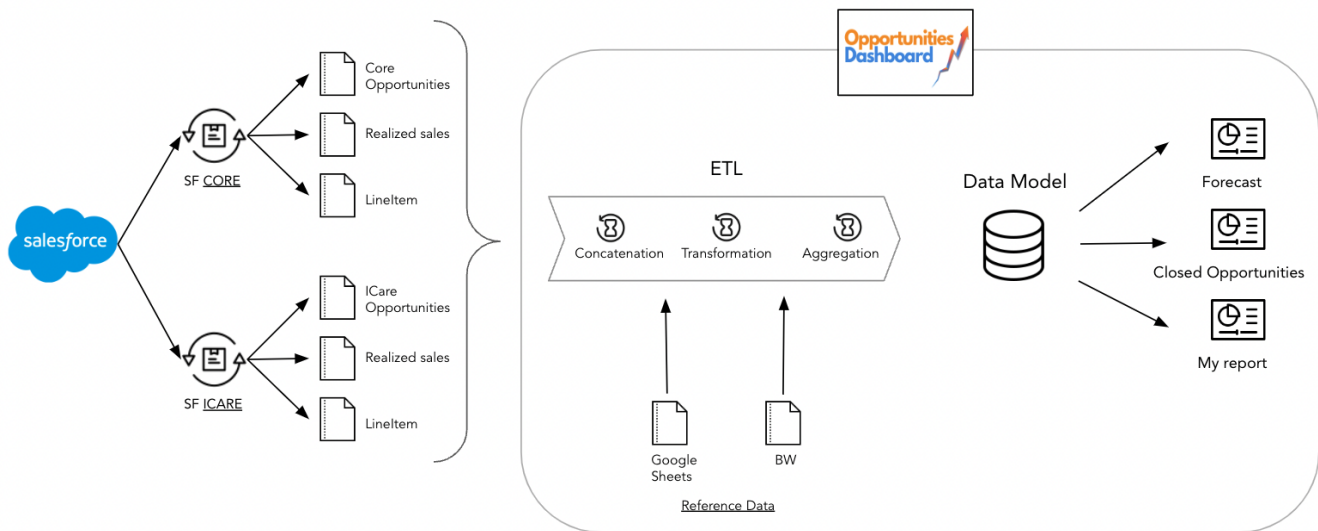 Opportunities
Dashboard
salesforce
SF CORE
Core
Opportunities
Realized sales
LineItem
SF ICARE
ICare
Opportunities
Realized sales
LineItem
ETL
Concatenation
Transformation
Aggregation
Google
Sheets
BW
Reference Data
Data Model
Forecast
Closed Opportunities
My report